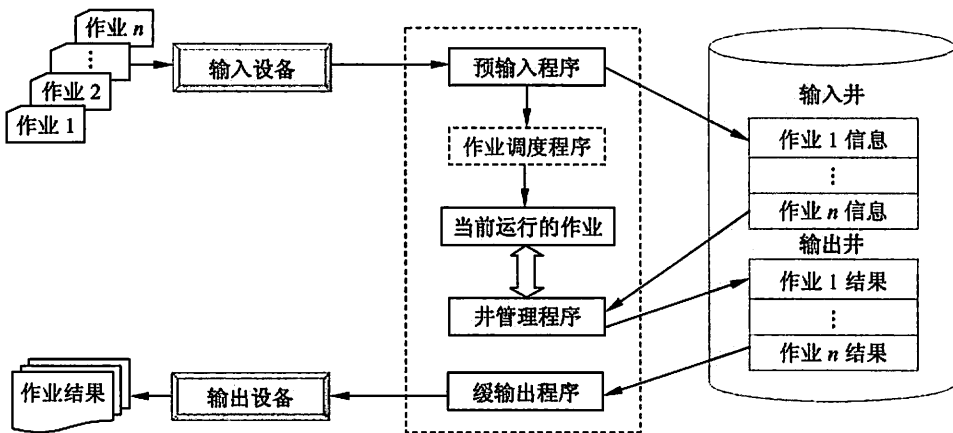 作业 n
⋮
作业 2
作业 1
输入设备
预输入程序
作业调度程序
当前运行的作业
井管理程序
缓输出程序
输入井
作业 1 信息
⋮
作业 n 信息
输出井
作业 1 结果
⋮
作业 n 结果
作业结果
输出设备